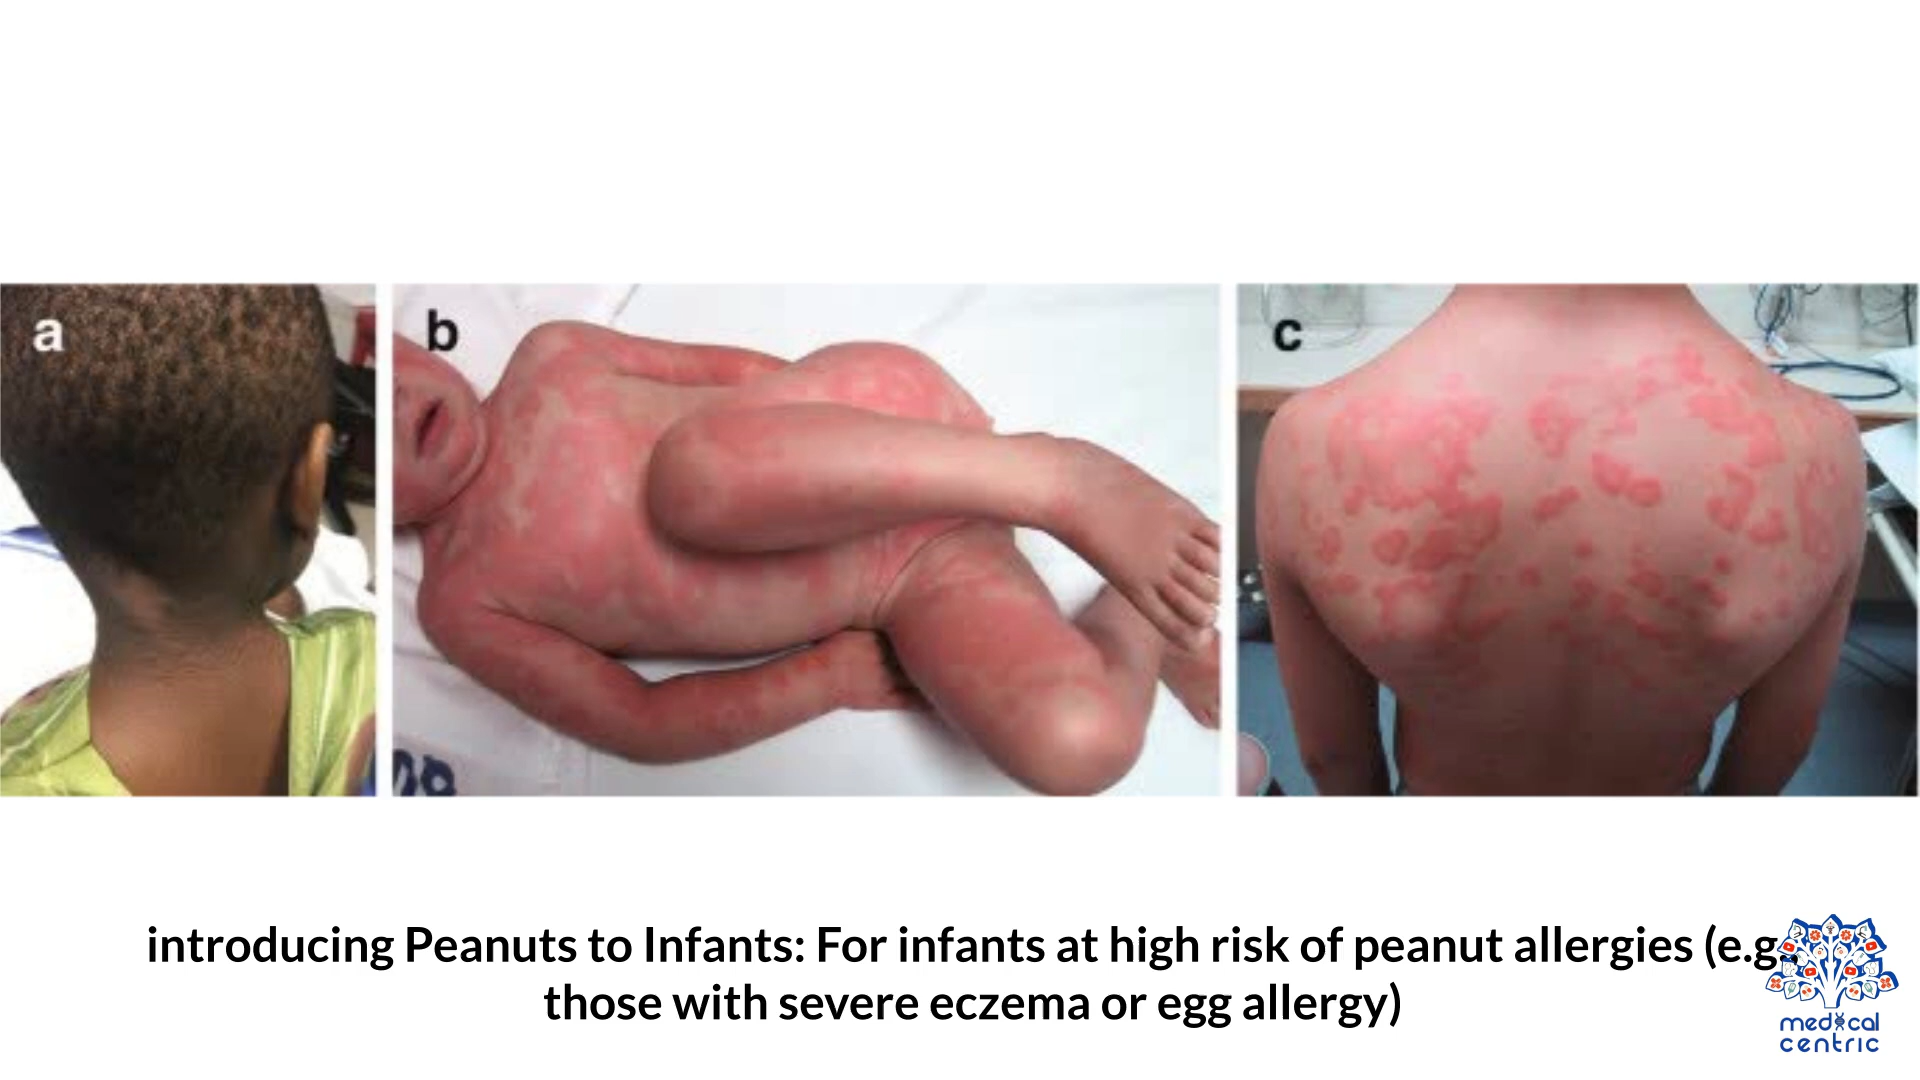 a
b
c
introducing Peanuts to Infants: For infants at high risk of peanut allergies (e.g.,
those with severe eczema or egg allergy)
medical
centric